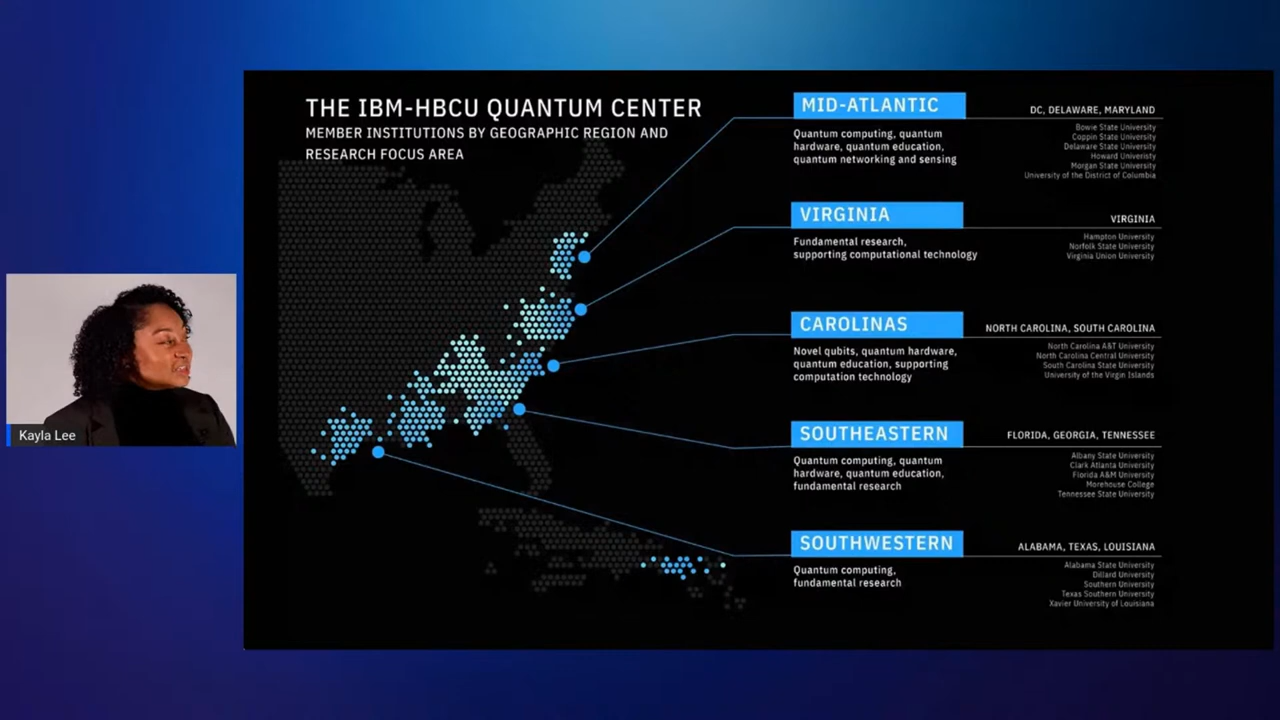 THE IBM-HBCU QUANTUM CENTER
MEMBER INSTITUTIONS BY GEOGRAPHIC REGION AND
RESEARCH FOCUS AREA
MID-ATLANTIC
DC, DELAWARE, MARYLAND
Quantum computing, quantum
hardware, quantum education,
quantum networking and sensing
Bowie State University
Coppin State University
Delaware State University
Howard Univeristy
Morgan State University
University of the District of Columbia
VIRGINIA
VIRGINIA
Fundamental research,
supporting computational technology
Hampton University
Norfolk State University
Virginia Union University
CAROLINAS
NORTH CAROLINA, SOUTH CAROLINA
Novel qubits, quantum hardware,
quantum education, supporting
computation technology
North Carolina A&T University
North Carolina Central University
South Carolina State University
University of the Virgin Islands
SOUTHEASTERN
FLORIDA, GEORGIA, TENNESSEE
Quantum computing, quantum
hardware, quantum education,
fundamental research
Albany State University
Clark Atlanta University
Florida A&M University
Morehouse College
Tennessee State University
SOUTHWESTERN
ALABAMA, TEXAS, LOUISIANA
Quantum computing,
fundamental research
Alabama State University
Dillard University
Southern University
Texas Southern University
Xavier University of Louisiana
Kayla Lee